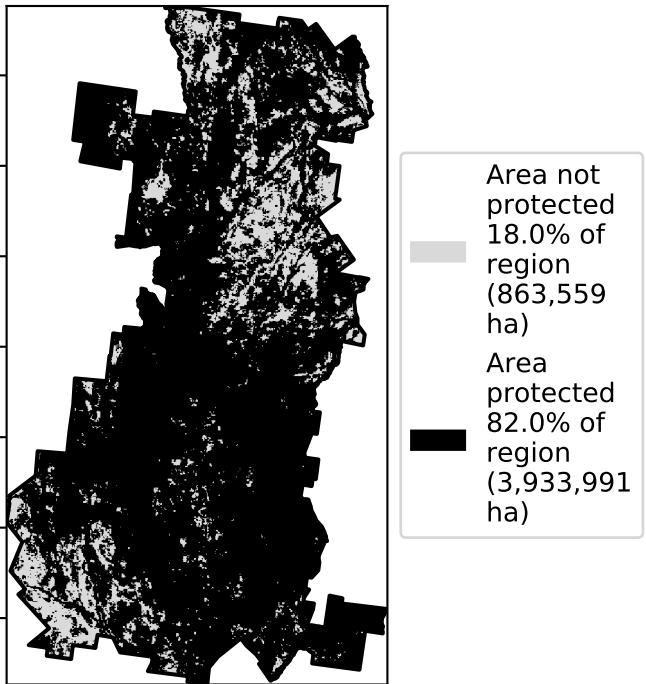 Area not
protected
18.0% of
region
(863,559
ha)
Area
protected
82.0% of
region
(3,933,991
ha)